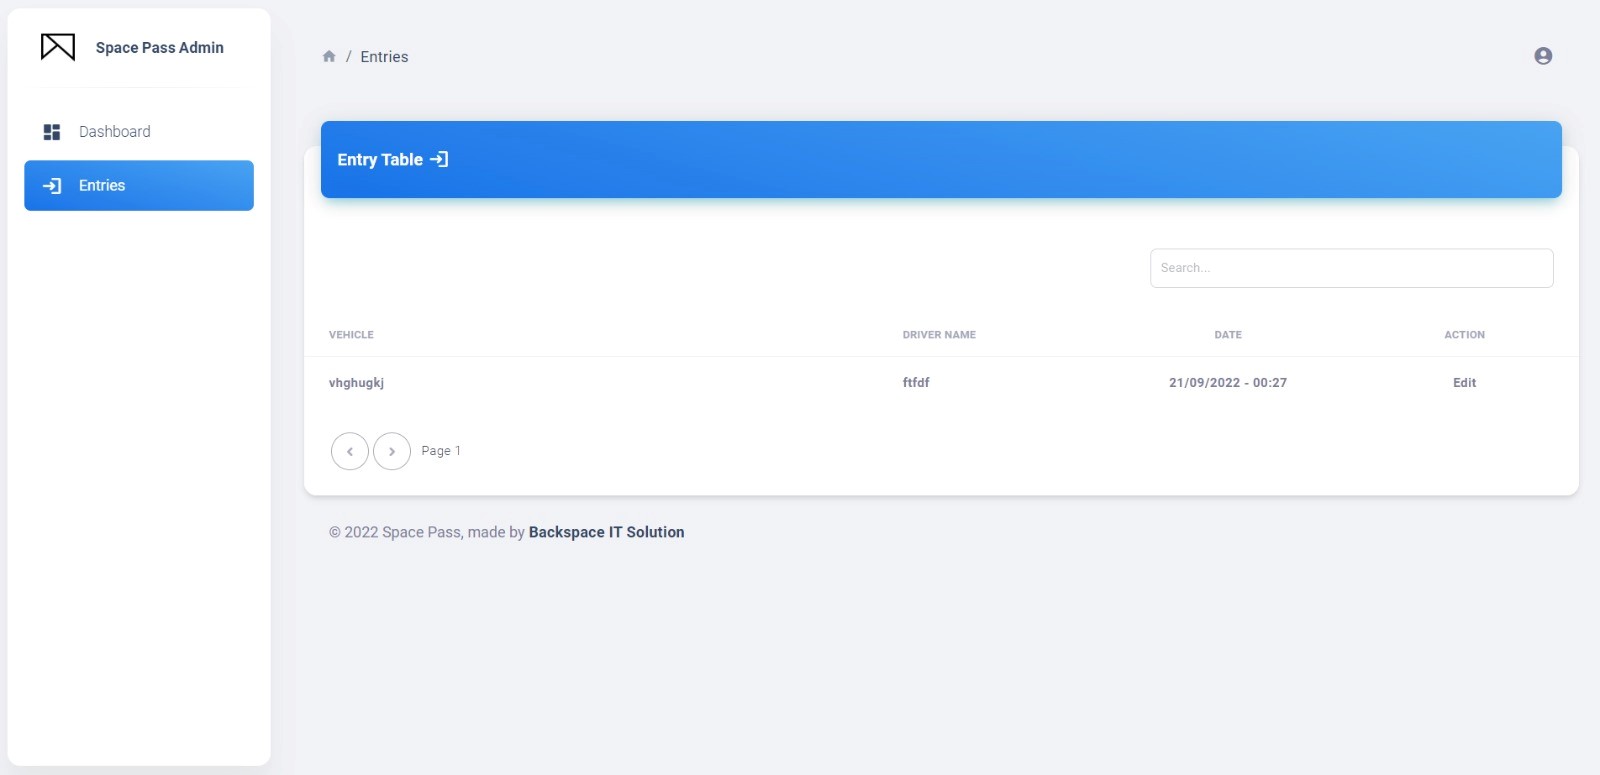 Space Pass Admin
Dashboard
Entries
/ Entries
Entry Table
Search...
VEHICLE DRIVER NAME DATE ACTION
vhghugkj ftfdf 21/09/2022 - 00:27 Edit
Page 1
© 2022 Space Pass, made by Backspace IT Solution